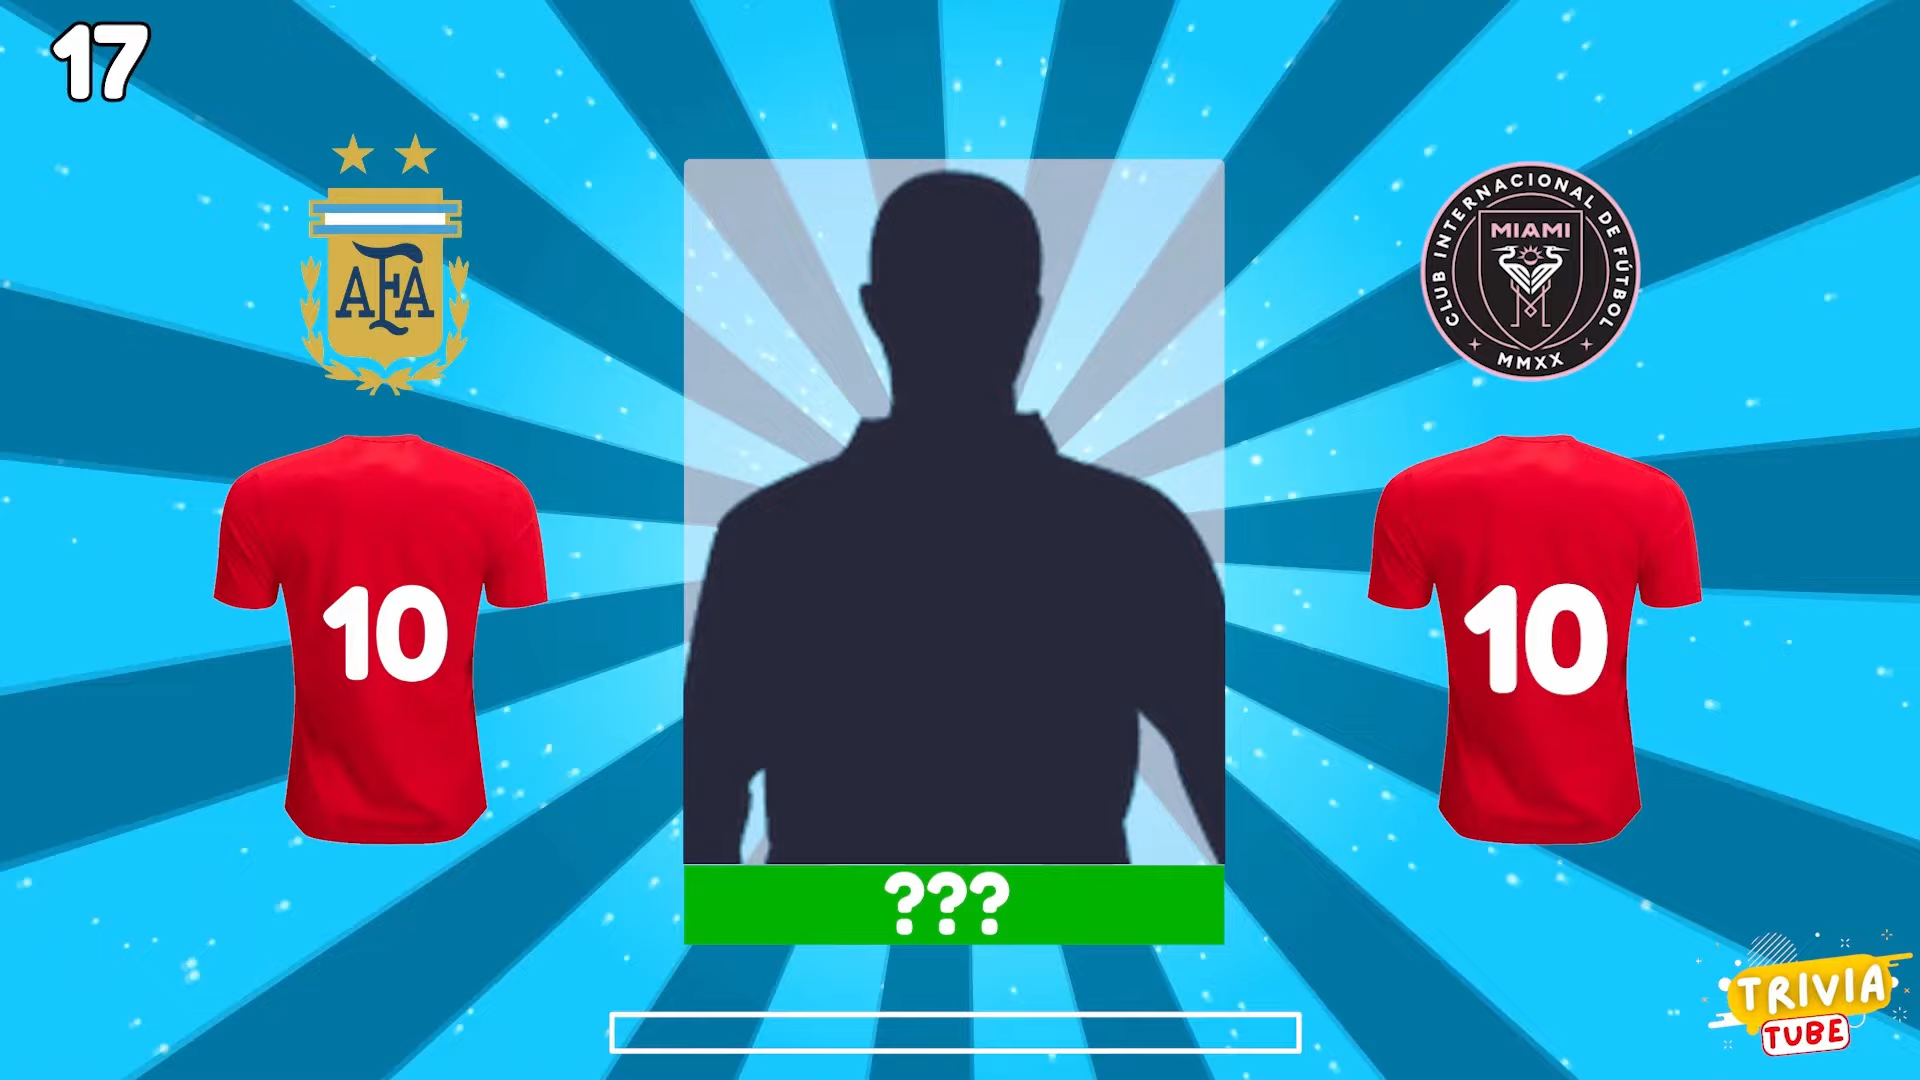 17
AFA
CLUB INTERNACIONAL DE FÚTBOL
MIAMI
MMXX
10
10
???
TRIVIA
TUBE